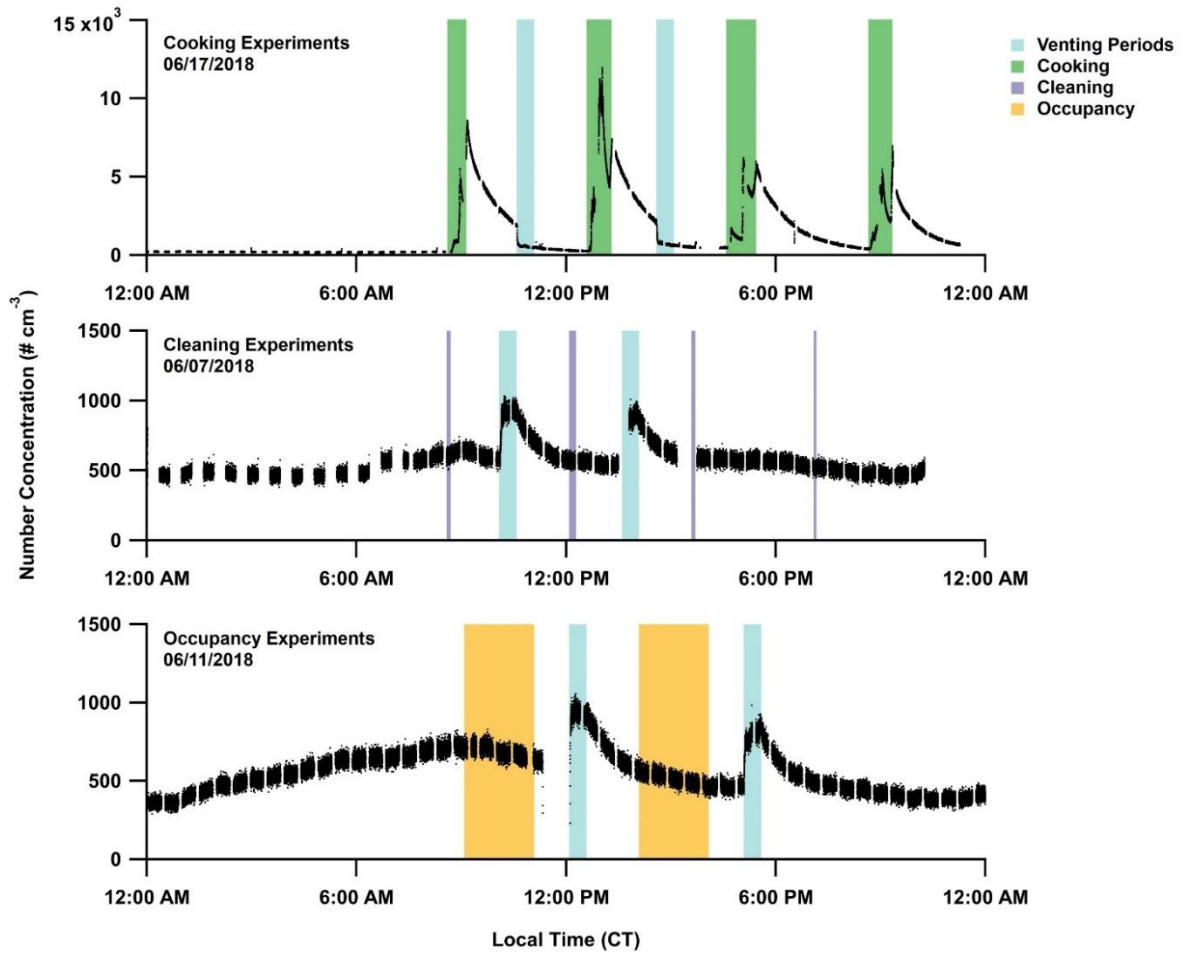 15 x10³
Cooking Experiments
06/17/2018
10
5
0
12:00 AM 6:00 AM 12:00 PM 6:00 PM 12:00 AM
Venting Periods
Cooking
Cleaning
Occupancy
Number Concentration (# cm⁻³)
1500
Cleaning Experiments
06/07/2018
1000
500
0
12:00 AM 6:00 AM 12:00 PM 6:00 PM 12:00 AM
1500
Occupancy Experiments
06/11/2018
1000
500
0
12:00 AM 6:00 AM 12:00 PM 6:00 PM 12:00 AM
Local Time (CT)